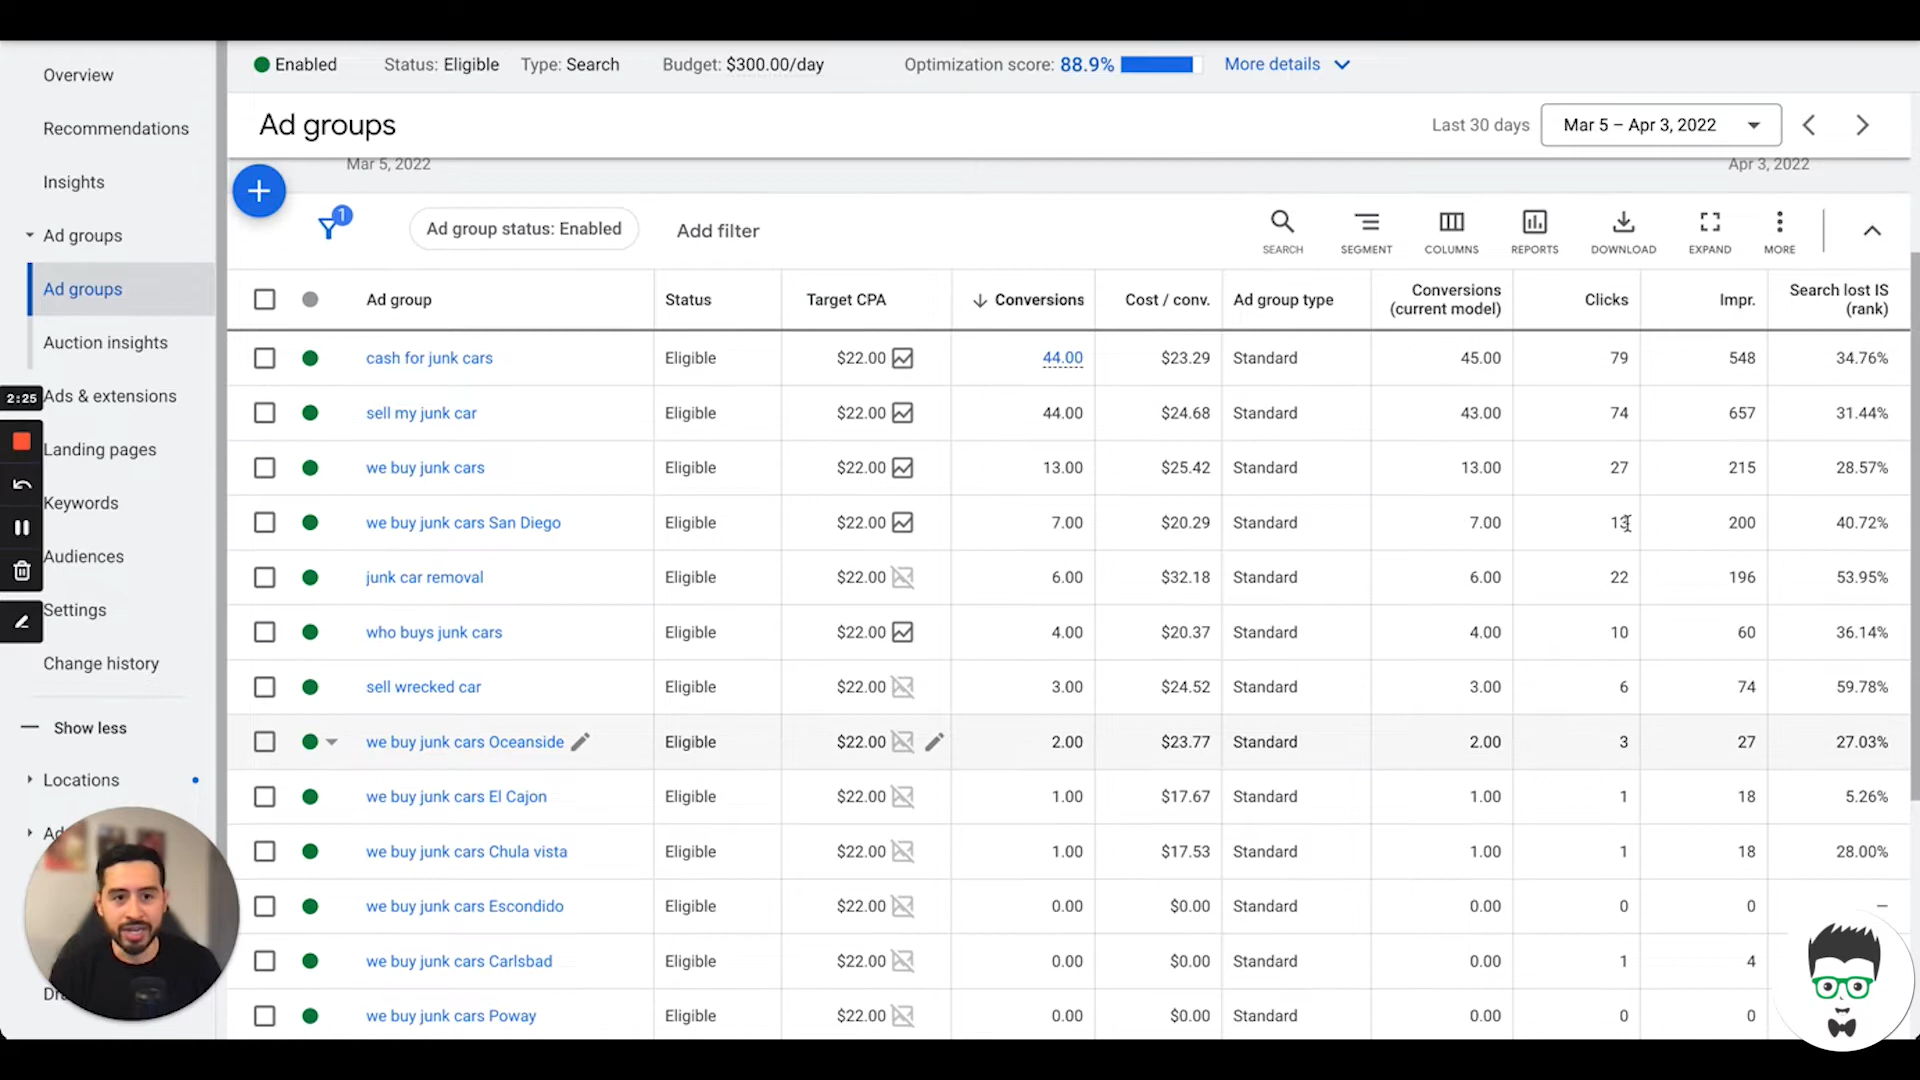 Overview
Recommendations
Insights
Ad groups
Ad groups
Auction insights
2:25
Ads & extensions
Landing pages
Keywords
Audiences
Settings
Change history
Show less
Locations
Enabled Status: Eligible Type: Search Budget: $300.00/day Optimization score: 88.9% More details
Ad groups Last 30 days Mar 5 – Apr 3, 2022
Mar 5, 2022 Apr 3, 2022
1 Ad group status: Enabled Add filter SEARCH SEGMENT COLUMNS REPORTS DOWNLOAD EXPAND MORE
Ad group Status Target CPA Conversions Cost / conv. Ad group type Conversions (current model) Clicks Impr. Search lost IS (rank)
cash for junk cars Eligible $22.00 44.00 $23.29 Standard 45.00 79 548 34.76%
sell my junk car Eligible $22.00 44.00 $24.68 Standard 43.00 74 657 31.44%
we buy junk cars Eligible $22.00 13.00 $25.42 Standard 13.00 27 215 28.57%
we buy junk cars San Diego Eligible $22.00 7.00 $20.29 Standard 7.00 13 200 40.72%
junk car removal Eligible $22.00 6.00 $32.18 Standard 6.00 22 196 53.95%
who buys junk cars Eligible $22.00 4.00 $20.37 Standard 4.00 10 60 36.14%
sell wrecked car Eligible $22.00 3.00 $24.52 Standard 3.00 6 74 59.78%
we buy junk cars Oceanside Eligible $22.00 2.00 $23.77 Standard 2.00 3 27 27.03%
we buy junk cars El Cajon Eligible $22.00 1.00 $17.67 Standard 1.00 1 18 5.26%
we buy junk cars Chula vista Eligible $22.00 1.00 $17.53 Standard 1.00 1 18 28.00%
we buy junk cars Escondido Eligible $22.00 0.00 $0.00 Standard 0.00 0 0 –
we buy junk cars Carlsbad Eligible $22.00 0.00 $0.00 Standard 0.00 1 4
we buy junk cars Poway Eligible $22.00 0.00 $0.00 Standard 0.00 0 0